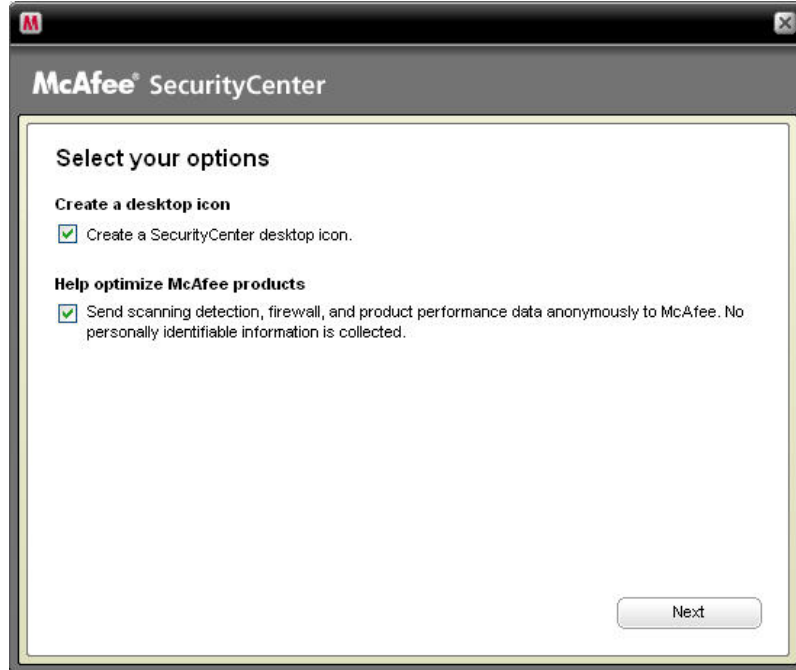 McAfee® SecurityCenter
Select your options
Create a desktop icon
Create a SecurityCenter desktop icon.
Help optimize McAfee products
Send scanning detection, firewall, and product performance data anonymously to McAfee. No
personally identifiable information is collected.
Next